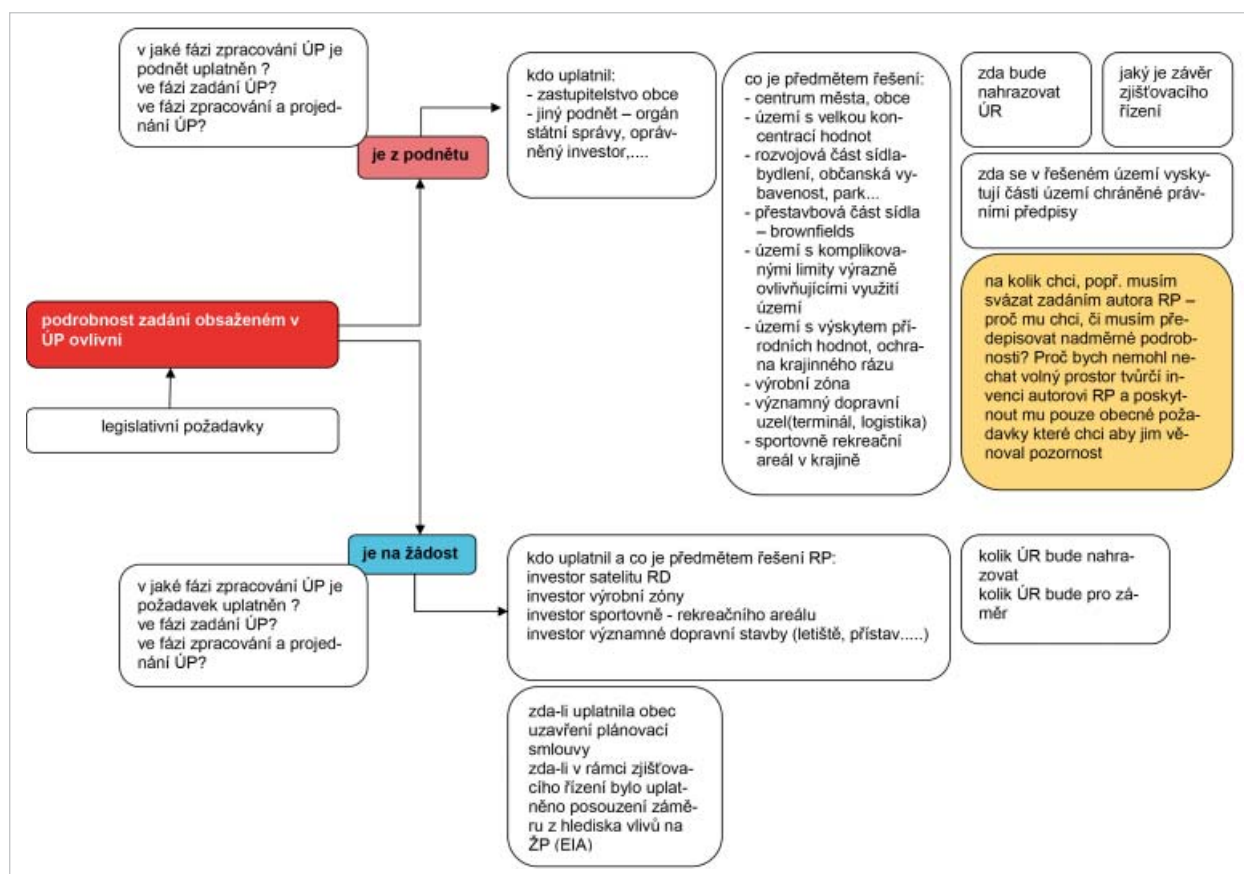 v jaké fázi zpracování ÚP je
podnět uplatněn ?
ve fázi zadání ÚP?
ve fázi zpracování a projed-
nání ÚP?
je z podnětu
kdo uplatnil:
- zastupitelstvo obce
- jiný podnět – orgán
státní správy, opráv-
něný investor,....
co je předmětem řešení:
- centrum města, obce
- území s velkou kon-
centrací hodnot
- rozvojová část sídla-
bydlení, občanská vy-
bavenost, park...
- přestavbová část sídla
– brownfields
- území s komplikova-
nými limity výrazně
ovlivňujícími využití
území
- území s výskytem pří-
rodních hodnot, ochra-
na krajinného rázu
- výrobní zóna
- významný dopravní
uzel(terminál, logistika)
- sportovně rekreační
areál v krajině
zda bude
nahrazovat
ÚR
jaký je závěr
zjišťovacího
řízení
zda se v řešeném území vysky-
tují části území chráněné práv-
ními předpisy
na kolik chci, popř. musím
svázat zadáním autora RP –
proč mu chci, či musím pře-
depisovat nadměrné podrob-
nosti? Proč bych nemohl ne-
chat volný prostor tvůrčí in-
venci autorovi RP a poskyt-
nout mu pouze obecné poža-
davky které chci aby jim vě-
noval pozornost
podrobnost zadání obsaženém v
ÚP ovlivní
legislativní požadavky
je na žádost
v jaké fázi zpracování ÚP je
požadavek uplatněn ?
ve fázi zadání ÚP?
ve fázi zpracování a projed-
nání ÚP?
kdo uplatnil a co je předmětem řešení RP:
investor satelitu RD
investor výrobní zóny
investor sportovně - rekreačního areálu
investor významné dopravní stavby (letiště, přístav.....)
kolik ÚR bude nahra-
zovat
kolik ÚR bude pro zá-
měr
zda-li uplatnila obec
uzavření plánovací
smlouvy
zda-li v rámci zjišťova-
cího řízení bylo uplat-
něno posouzení zámě-
ru z hlediska vlivů na
ŽP (EIA)